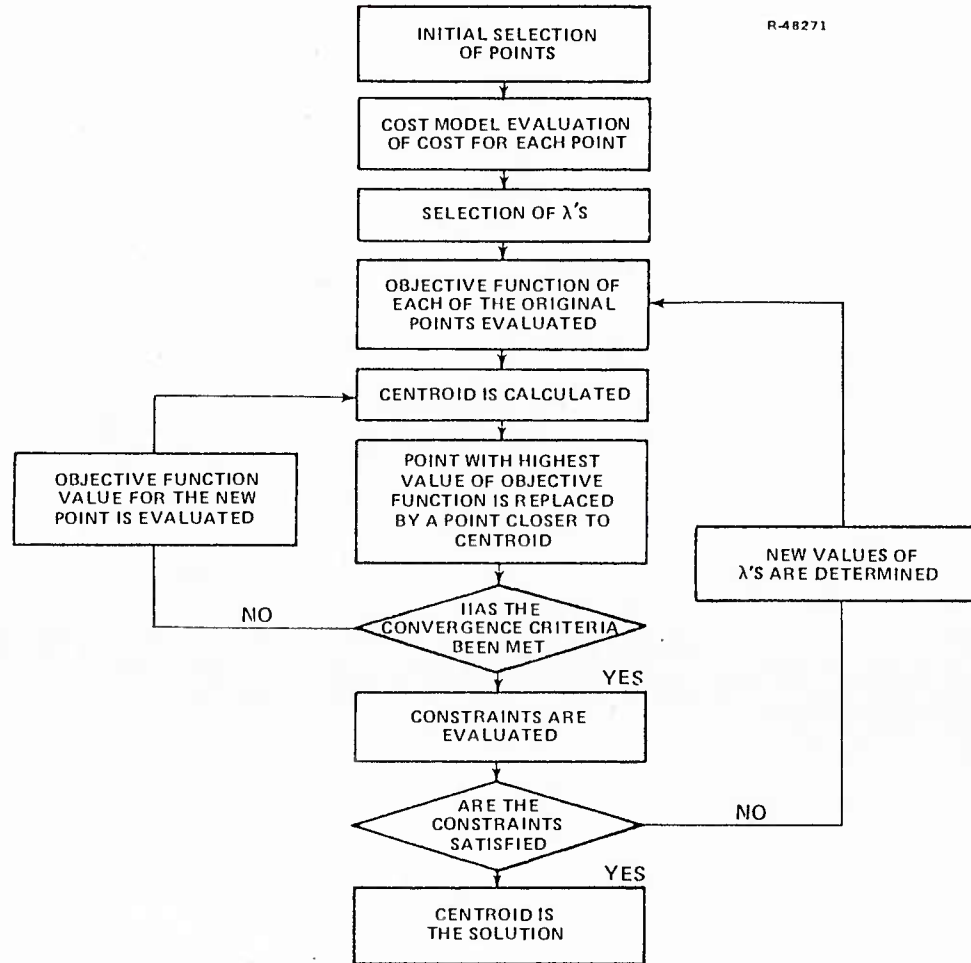 R-48271
INITIAL SELECTION
OF POINTS
COST MODEL EVALUATION
OF COST FOR EACH POINT
SELECTION OF λ'S
OBJECTIVE FUNCTION OF
EACH OF THE ORIGINAL
POINTS EVALUATED
CENTROID IS CALCULATED
POINT WITH HIGHEST
VALUE OF OBJECTIVE
FUNCTION IS REPLACED
BY A POINT CLOSER TO
CENTROID
OBJECTIVE FUNCTION
VALUE FOR THE NEW
POINT IS EVALUATED
NEW VALUES OF
λ'S ARE DETERMINED
NO
HAS THE
CONVERGENCE CRITERIA
BEEN MET
YES
CONSTRAINTS ARE
EVALUATED
ARE THE
CONSTRAINTS
SATISFIED
NO
YES
CENTROID IS
THE SOLUTION